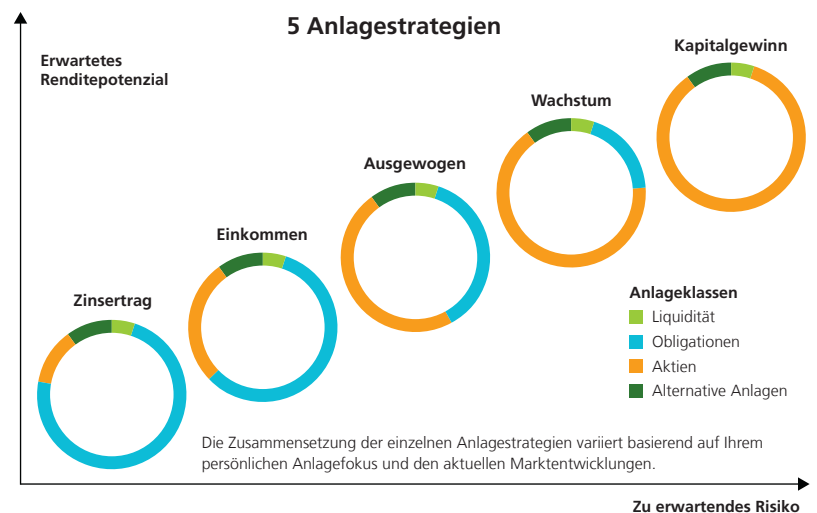 5 Anlagestrategien
Erwartetes
Renditepotenzial
Kapitalgewinn
Wachstum
Ausgewogen
Einkommen
Zinsertrag
Anlageklassen
Liquidität
Obligationen
Aktien
Alternative Anlagen
Die Zusammensetzung der einzelnen Anlagestrategien variiert basierend auf Ihrem
persönlichen Anlagefokus und den aktuellen Marktentwicklungen.
Zu erwartendes Risiko